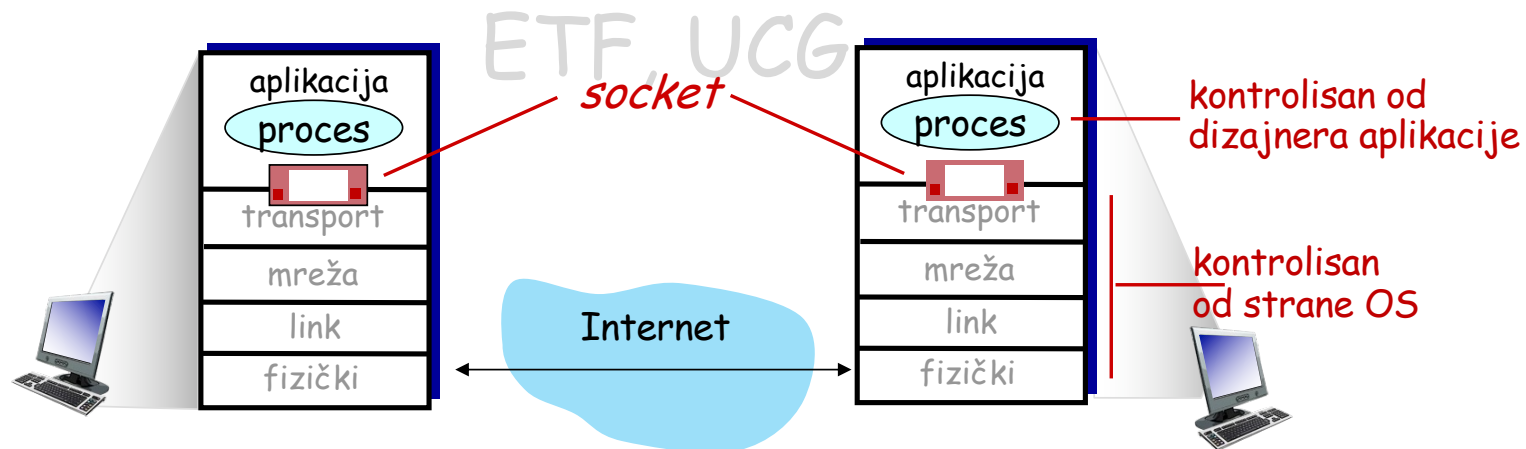 ETF, UCG
socket
aplikacija
proces
transport
mreža
link
fizički
Internet
aplikacija
proces
transport
mreža
link
fizički
kontrolisan od
dizajnera aplikacije
kontrolisan
od strane OS